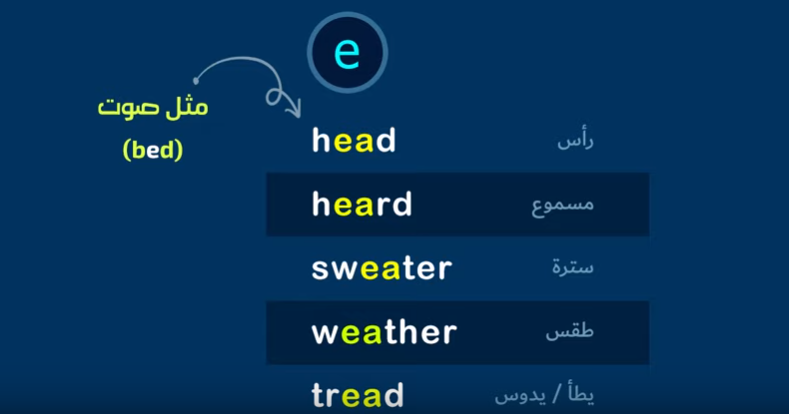 e
مثل صوت
(bed)
head رأس
heard مسموع
sweater سترة
weather طقس
tread يطأ / يدوس